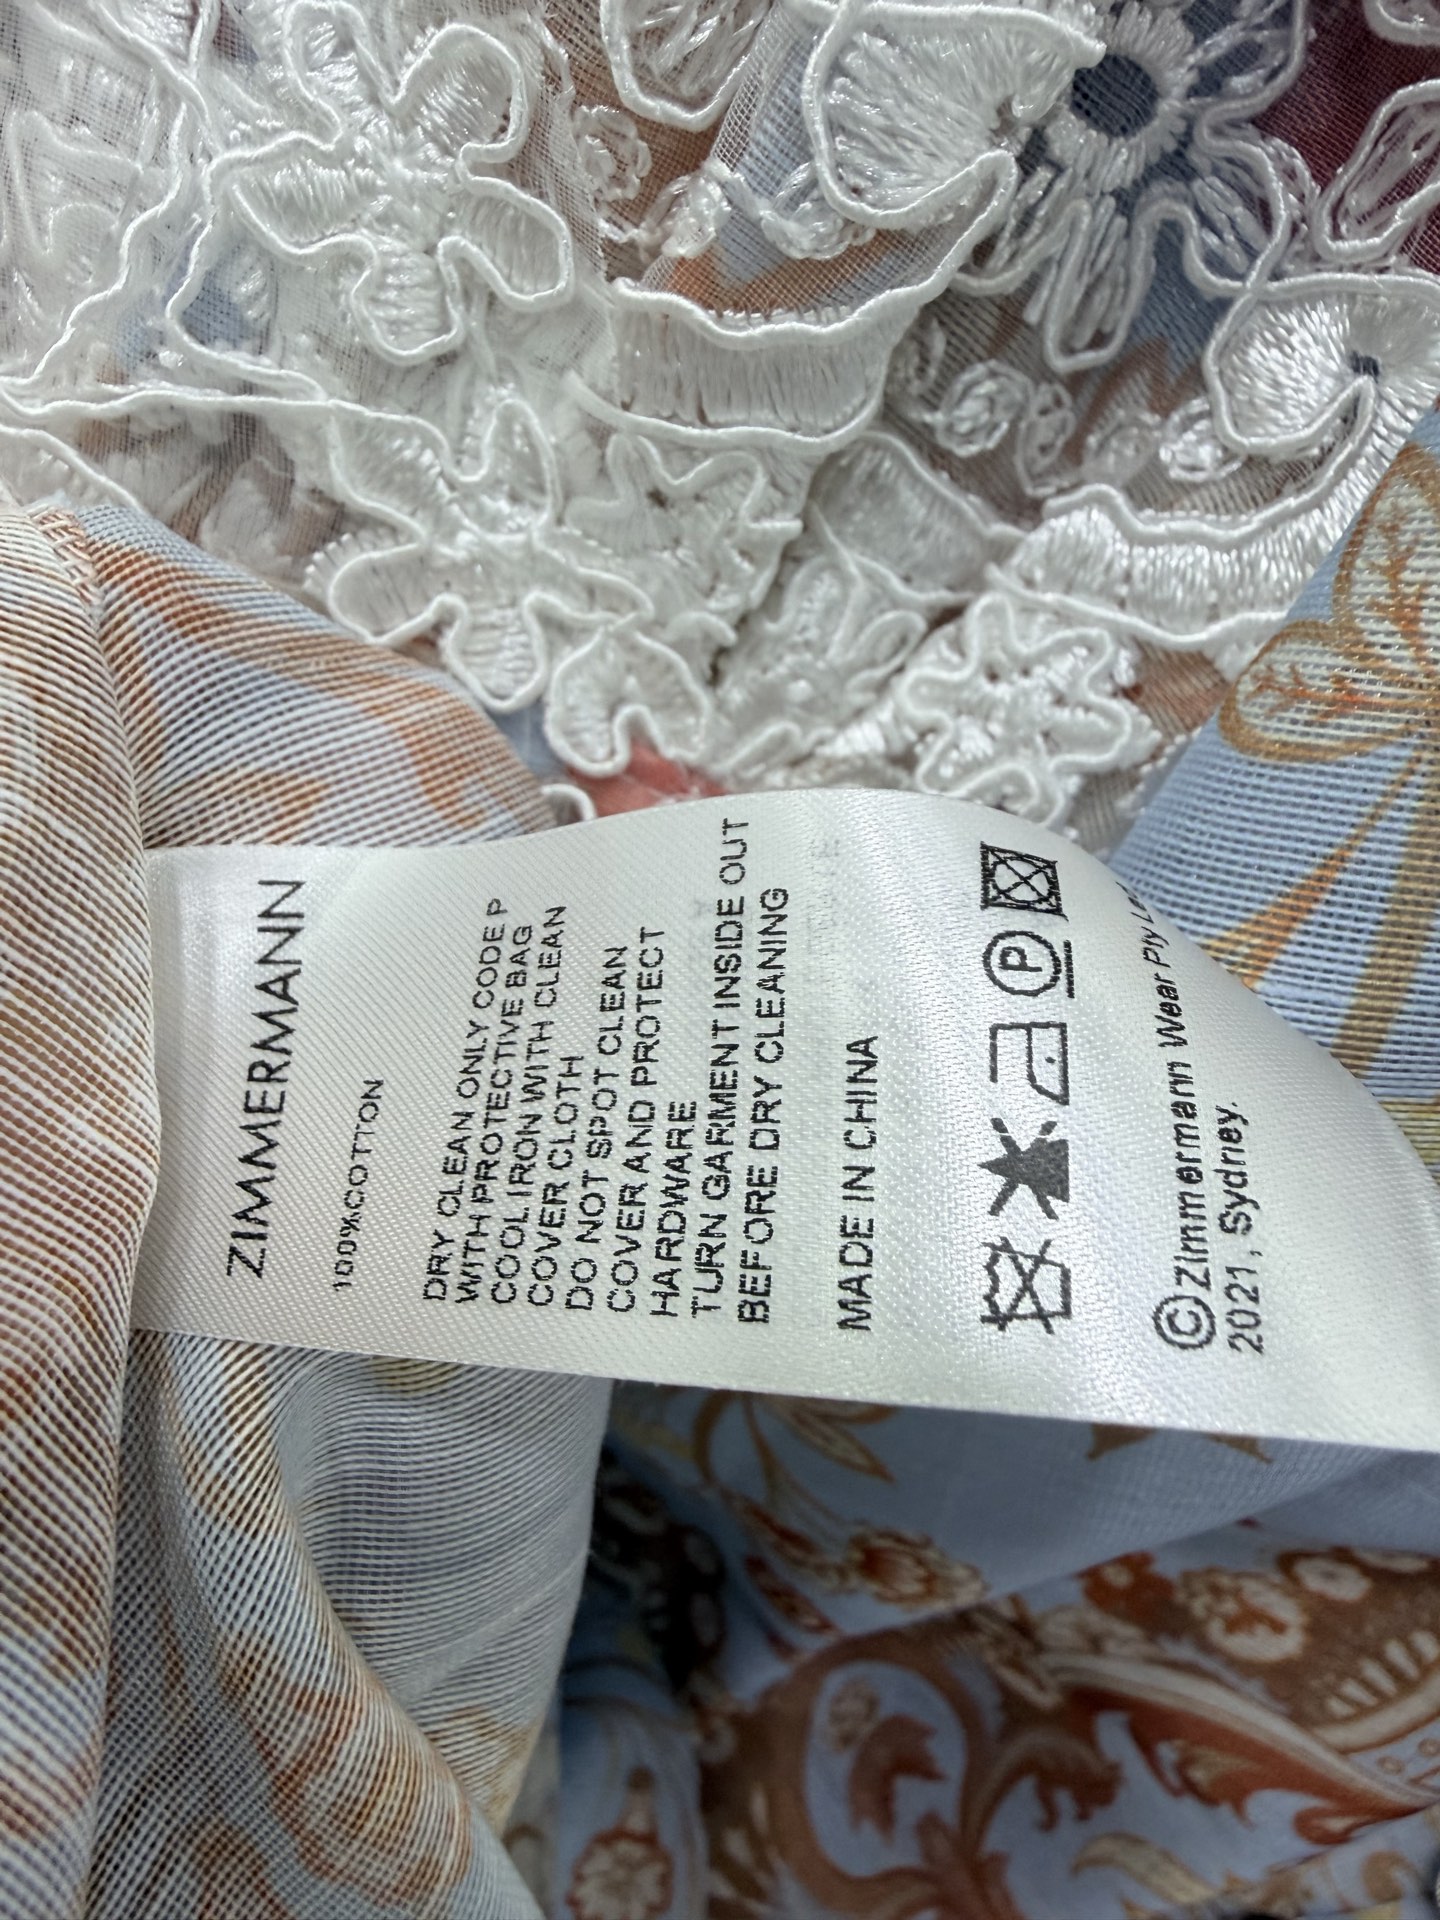 ZIMMERMANN
100%COTTON
DRY CLEAN ONLY CODE P
WITH PROTECTIVE BAG
COOL IRON WITH CLEAN
COVER CLOTH
DO NOT SPOT CLEAN
COVER AND PROTECT
HARDWARE
TURN GARMENT INSIDE OUT
BEFORE DRY CLEANING
MADE IN CHINA
P
©Zimmermann Wear Pty
2021, Sydney.